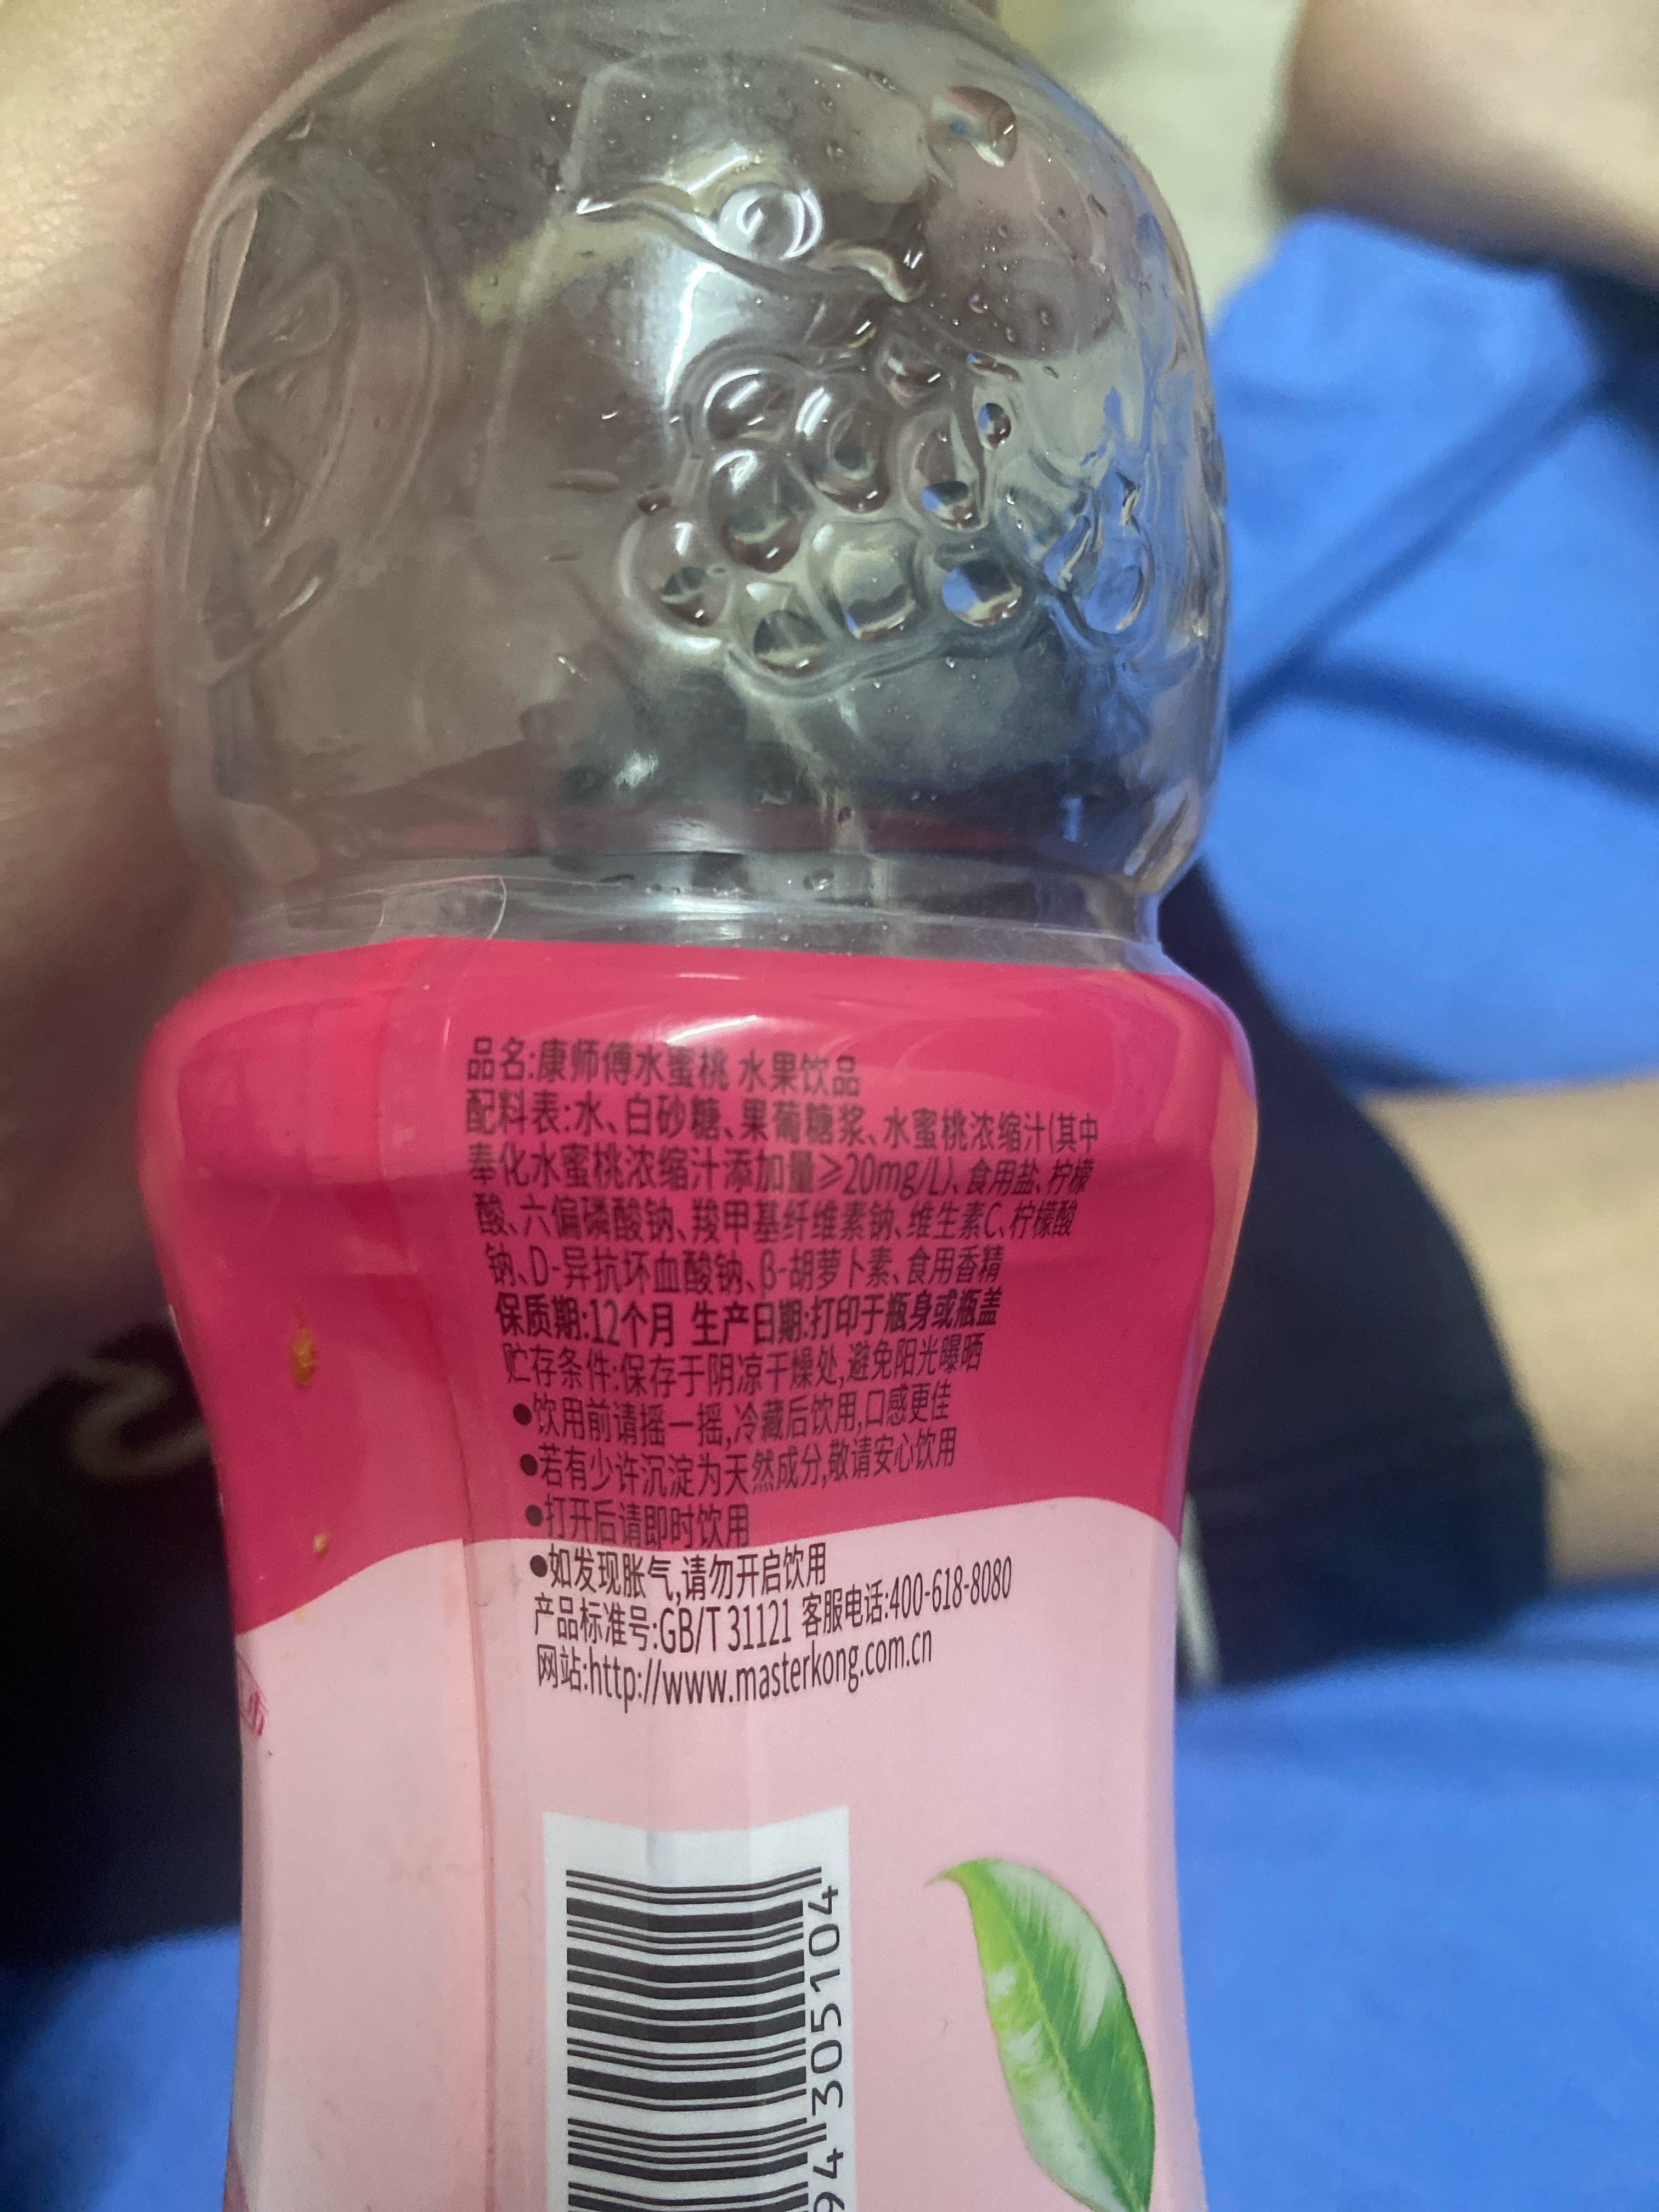 品名:康师傅水蜜桃 水果饮品
配料表:水、白砂糖、果葡糖浆、水蜜桃浓缩汁(其中
奉化水蜜桃浓缩汁添加量≥20mg/L)、食用盐、柠檬
酸、六偏磷酸钠、羧甲基纤维素钠、维生素C、柠檬酸
钠、D-异抗坏血酸钠、β-胡萝卜素、食用香精
保质期:12个月 生产日期:打印于瓶身或瓶盖
贮存条件:保存于阴凉干燥处,避免阳光曝晒
●饮用前请摇一摇,冷藏后饮用,口感更佳
●若有少许沉淀为天然成分,敬请安心饮用
●打开后请即时饮用
●如发现胀气,请勿开启饮用
产品标准号:GB/T 31121 客服电话:400-618-8080
网站:http://www.masterkong.com.cn
94 305104